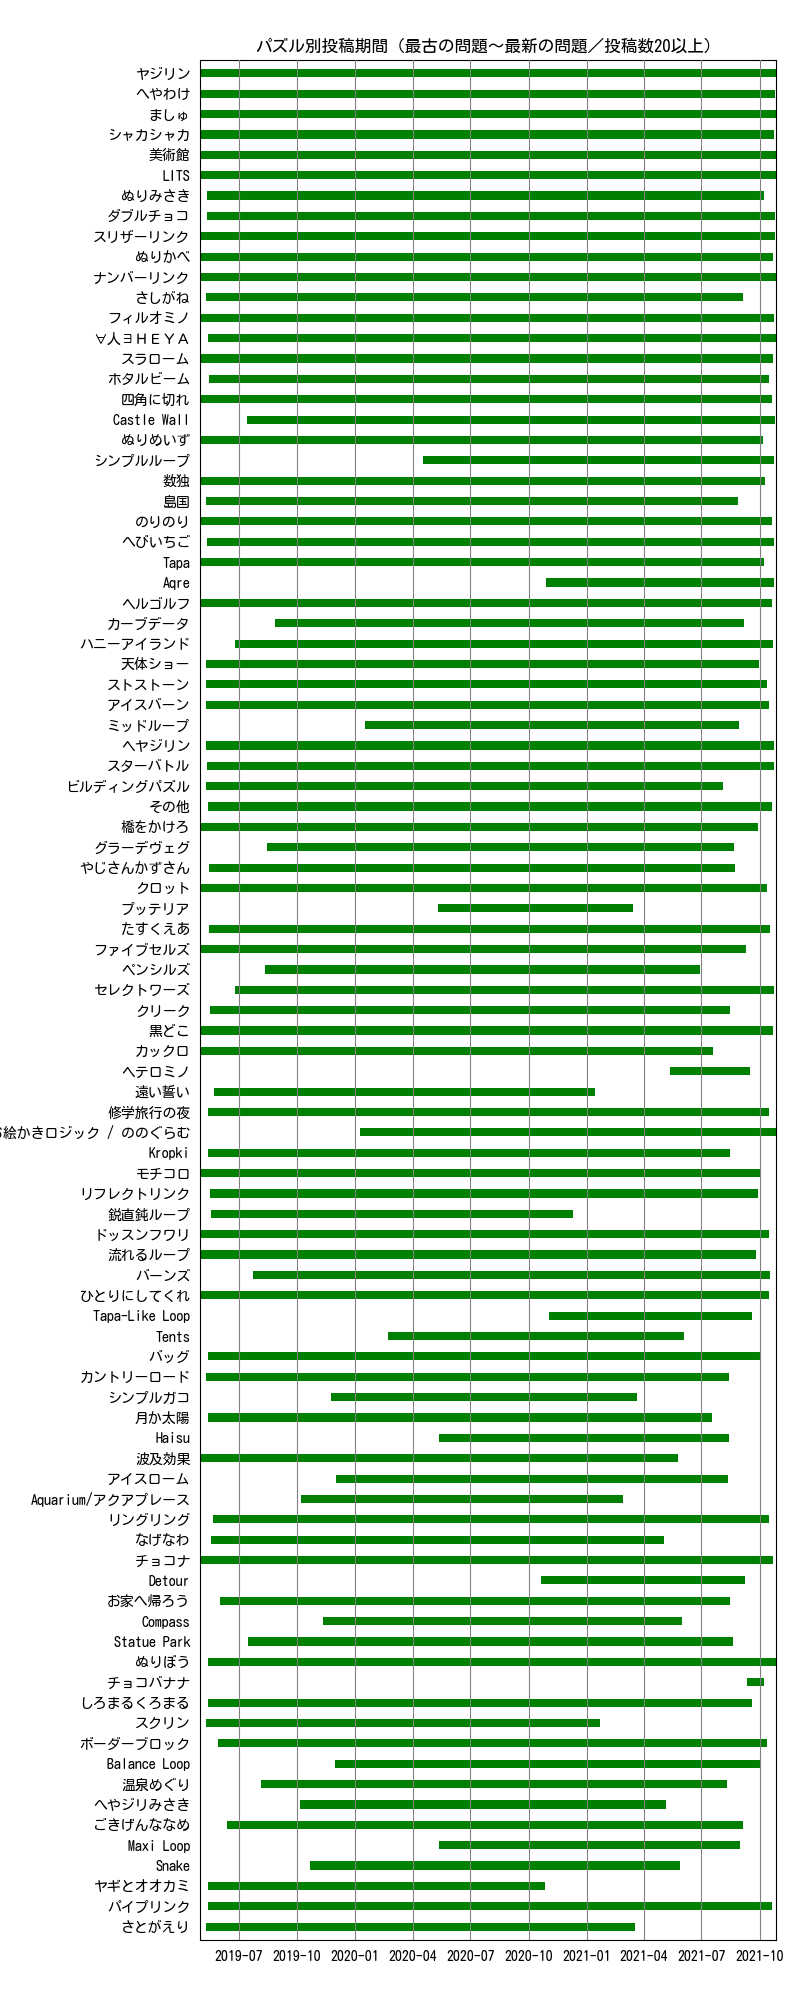 パズル別投稿期間（最古の問題～最新の問題／投稿数20以上）
ヤジリン
へやわけ
ましゅ
シャカシャカ
美術館
LITS
ぬりみさき
ダブルチョコ
スリザーリンク
ぬりかべ
ナンバーリンク
さしがね
フィルオミノ
∀人ヨＨＥＹＡ
スラローム
ホタルビーム
四角に切れ
Castle Wall
ぬりめいず
シンプルループ
数独
島国
のりのり
へびいちご
Tapa
Aqre
ヘルゴルフ
カーブデータ
ハニーアイランド
天体ショー
ストストーン
アイスバーン
ミッドループ
ヘヤジリン
スターバトル
ビルディングパズル
その他
橋をかけろ
グラーデヴェグ
やじさんかずさん
クロット
プッテリア
たすくえあ
ファイブセルズ
ペンシルズ
セレクトワーズ
クリーク
黒どこ
カックロ
ヘテロミノ
遠い誓い
修学旅行の夜
絵かきロジック / ののぐらむ
Kropki
モチコロ
リフレクトリンク
鋭直鈍ループ
ドッスンフワリ
流れるループ
バーンズ
ひとりにしてくれ
Tapa-Like Loop
Tents
バッグ
カントリーロード
シンプルガコ
月か太陽
Haisu
波及効果
アイスローム
Aquarium/アクアプレース
リングリング
なげなわ
チョコナ
Detour
お家へ帰ろう
Compass
Statue Park
ぬりぼう
チョコバナナ
しろまるくろまる
スクリン
ボーダーブロック
Balance Loop
温泉めぐり
へやジリみさき
ごきげんななめ
Maxi Loop
Snake
ヤギとオオカミ
パイプリンク
さとがえり
2019-07 2019-10 2020-01 2020-04 2020-07 2020-10 2021-01 2021-04 2021-07 2021-10